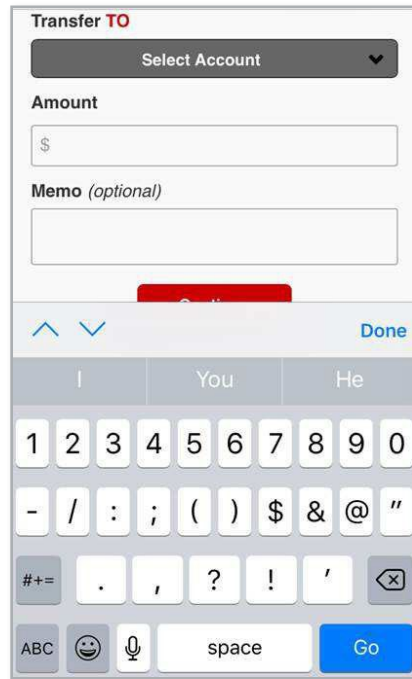 Transfer TO
Select Account
Amount
$
Memo (optional)
Done
I You He
1 2 3 4 5 6 7 8 9 0
- / : ; ( ) $ & @ "
#+= . , ? ! '
ABC space Go